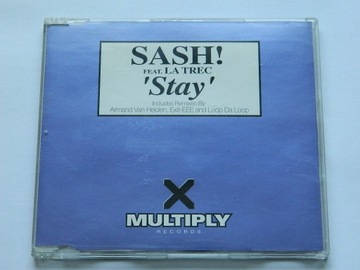 SASH!
FEAT. LA TREC
'Stay'
Includes Remixes By
Armand Van Helden, Exit-EEE and Loop Da Loop
X
MULTIPLY
RECORDS